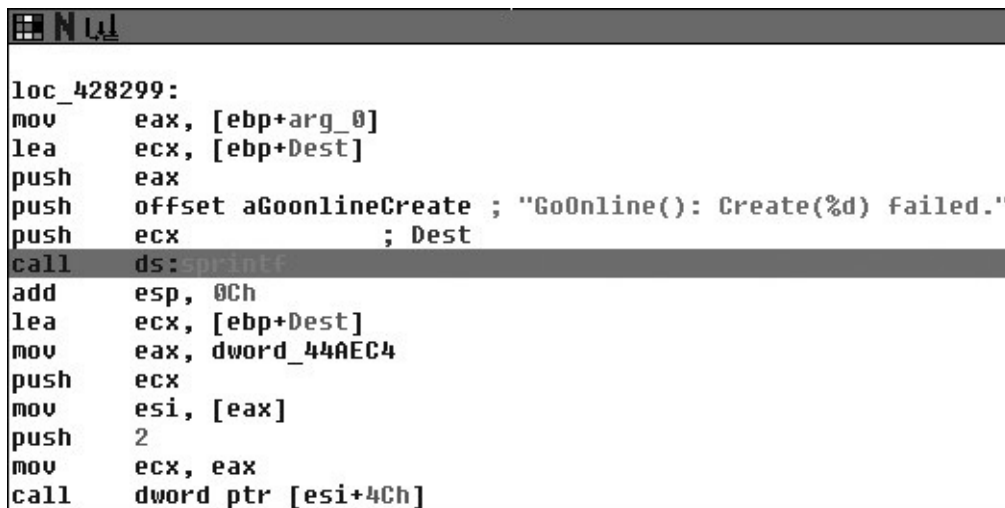 loc_428299:
mov eax, [ebp+arg_0]
lea ecx, [ebp+Dest]
push eax
push offset aGoonlineCreate ; "GoOnline(): Create(%d) failed."
push ecx ; Dest
call ds:sprintf
add esp, 0Ch
lea ecx, [ebp+Dest]
mov eax, dword_44AEC4
push ecx
mov esi, [eax]
push 2
mov ecx, eax
call dword ptr [esi+4Ch]